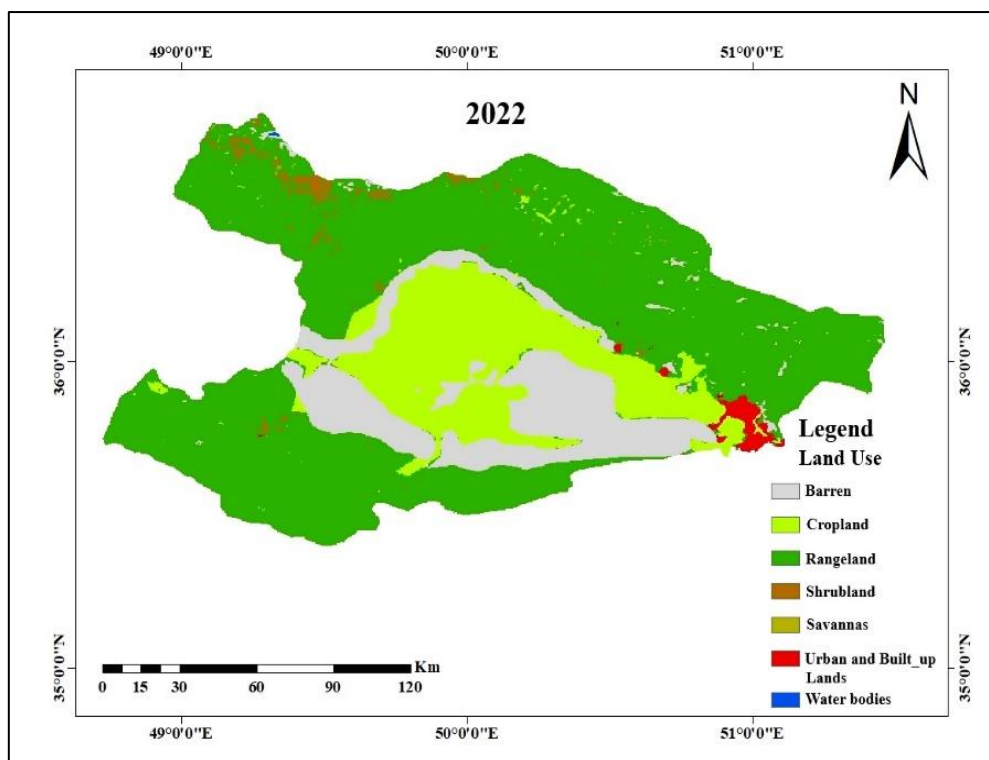 49°0'0"E 50°0'0"E 51°0'0"E
2022
N
36°0'0"N
36°0'0"N
Legend
Land Use
Barren
Cropland
Rangeland
Shrubland
Savannas
Urban and Built_up
Lands
Water bodies
Km
0 15 30 60 90 120
35°0'0"N
35°0'0"N
49°0'0"E 50°0'0"E 51°0'0"E